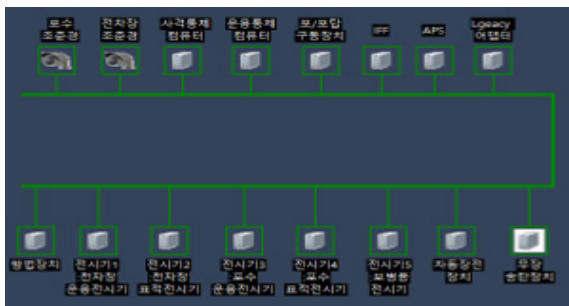 포수
조준경
전차장
조준경
사격통제
컴퓨터
운용통제
컴퓨터
포/포탑
구동장치
IFF
APS
Lgeacy
어댑터
항법장치
전시기1
전차장
운용전시기
전시기2
전차장
표적전시기
전시기3
포수
운용전시기
전시기4
포수
표적전시기
전시기5
전시기
자동장전
장치
무장
송탄장치